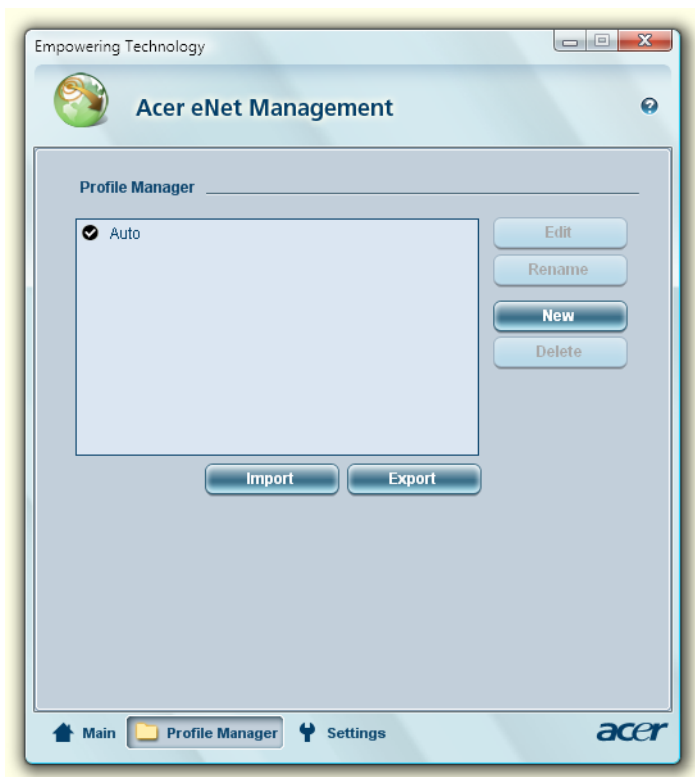 Empowering Technology
Acer eNet Management
Profile Manager
Auto
Edit
Rename
New
Delete
Import Export
Main Profile Manager Settings acer